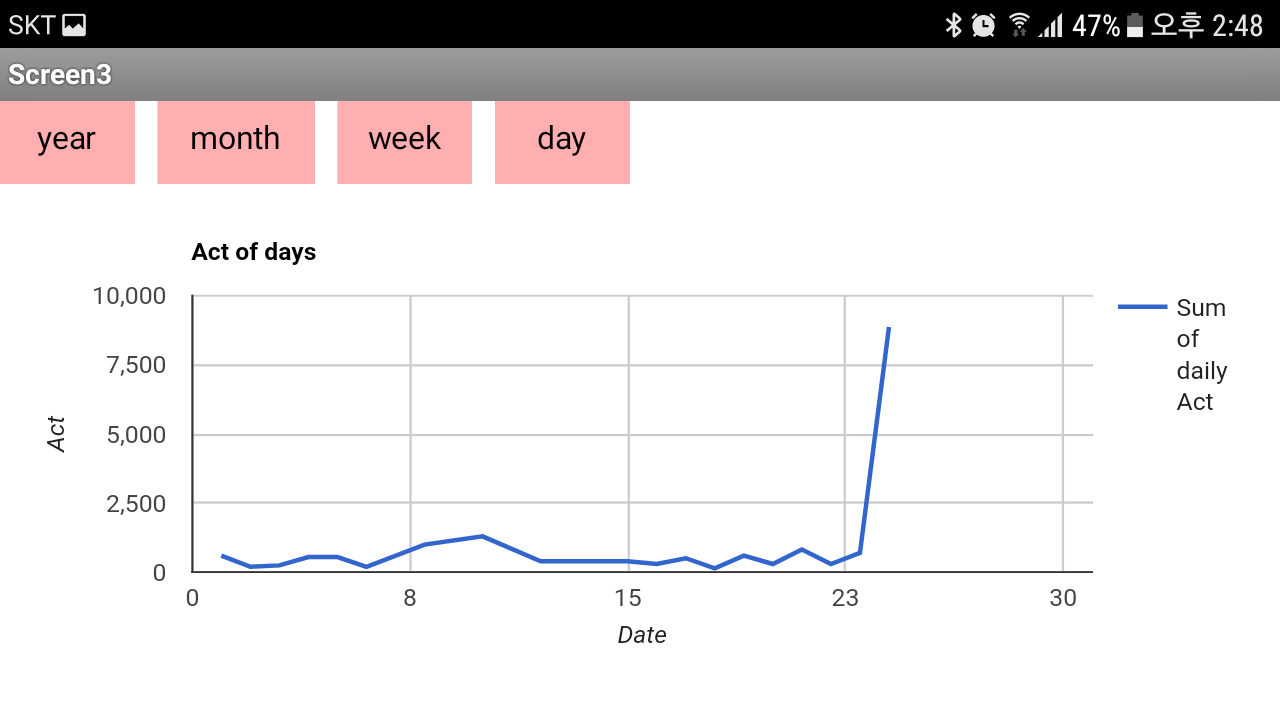 SKT 47% 오후 2:48
Screen3
year month week day
Act of days
10,000
7,500
5,000
2,500
0
Act
0 8 15 23 30
Date
Sum
of
daily
Act